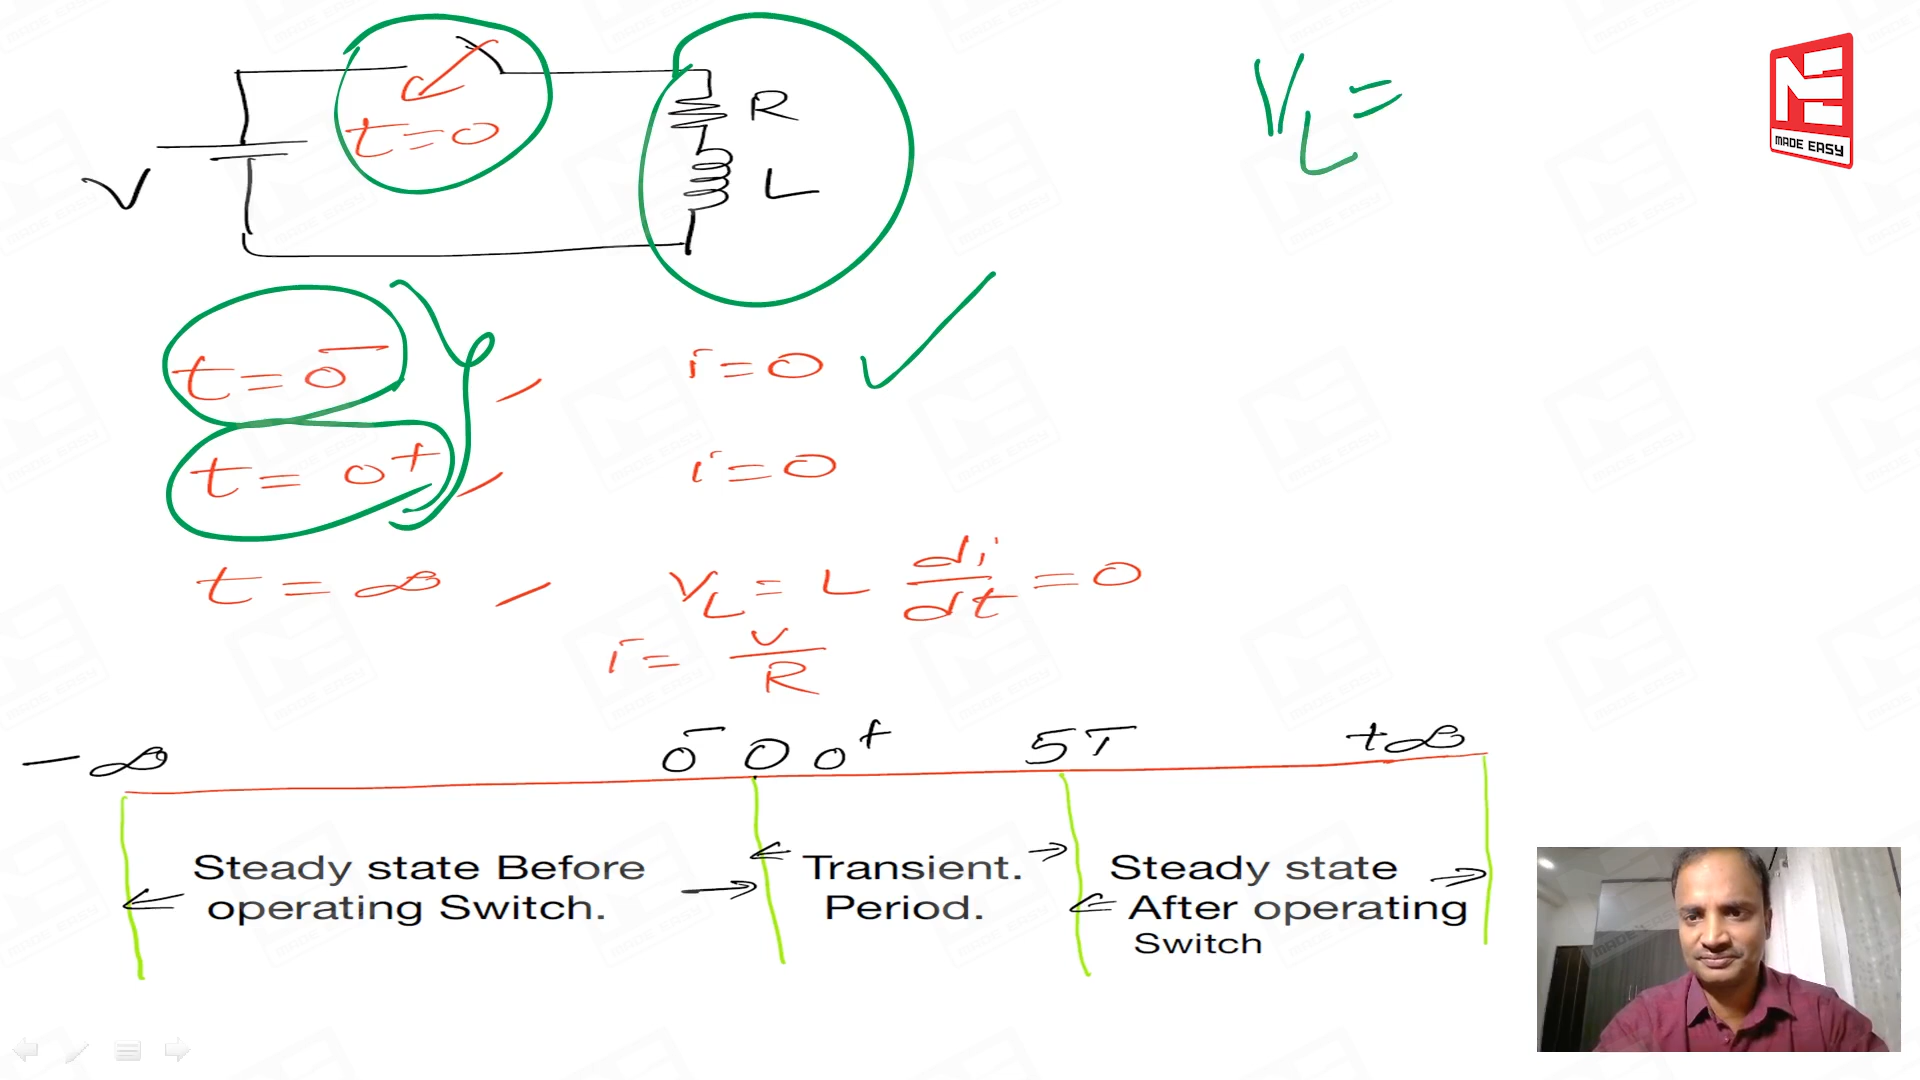 V
t=0
R
L
V_L =
MADE EASY
t = 0⁻
i = 0
t = 0⁺
i = 0
t = ∞
V_L = L di/dt = 0
i = V/R
-∞ 0⁻ 0 0⁺ 5T +∞
Steady state Before
operating Switch.
Transient.
Period.
Steady state
After operating
Switch